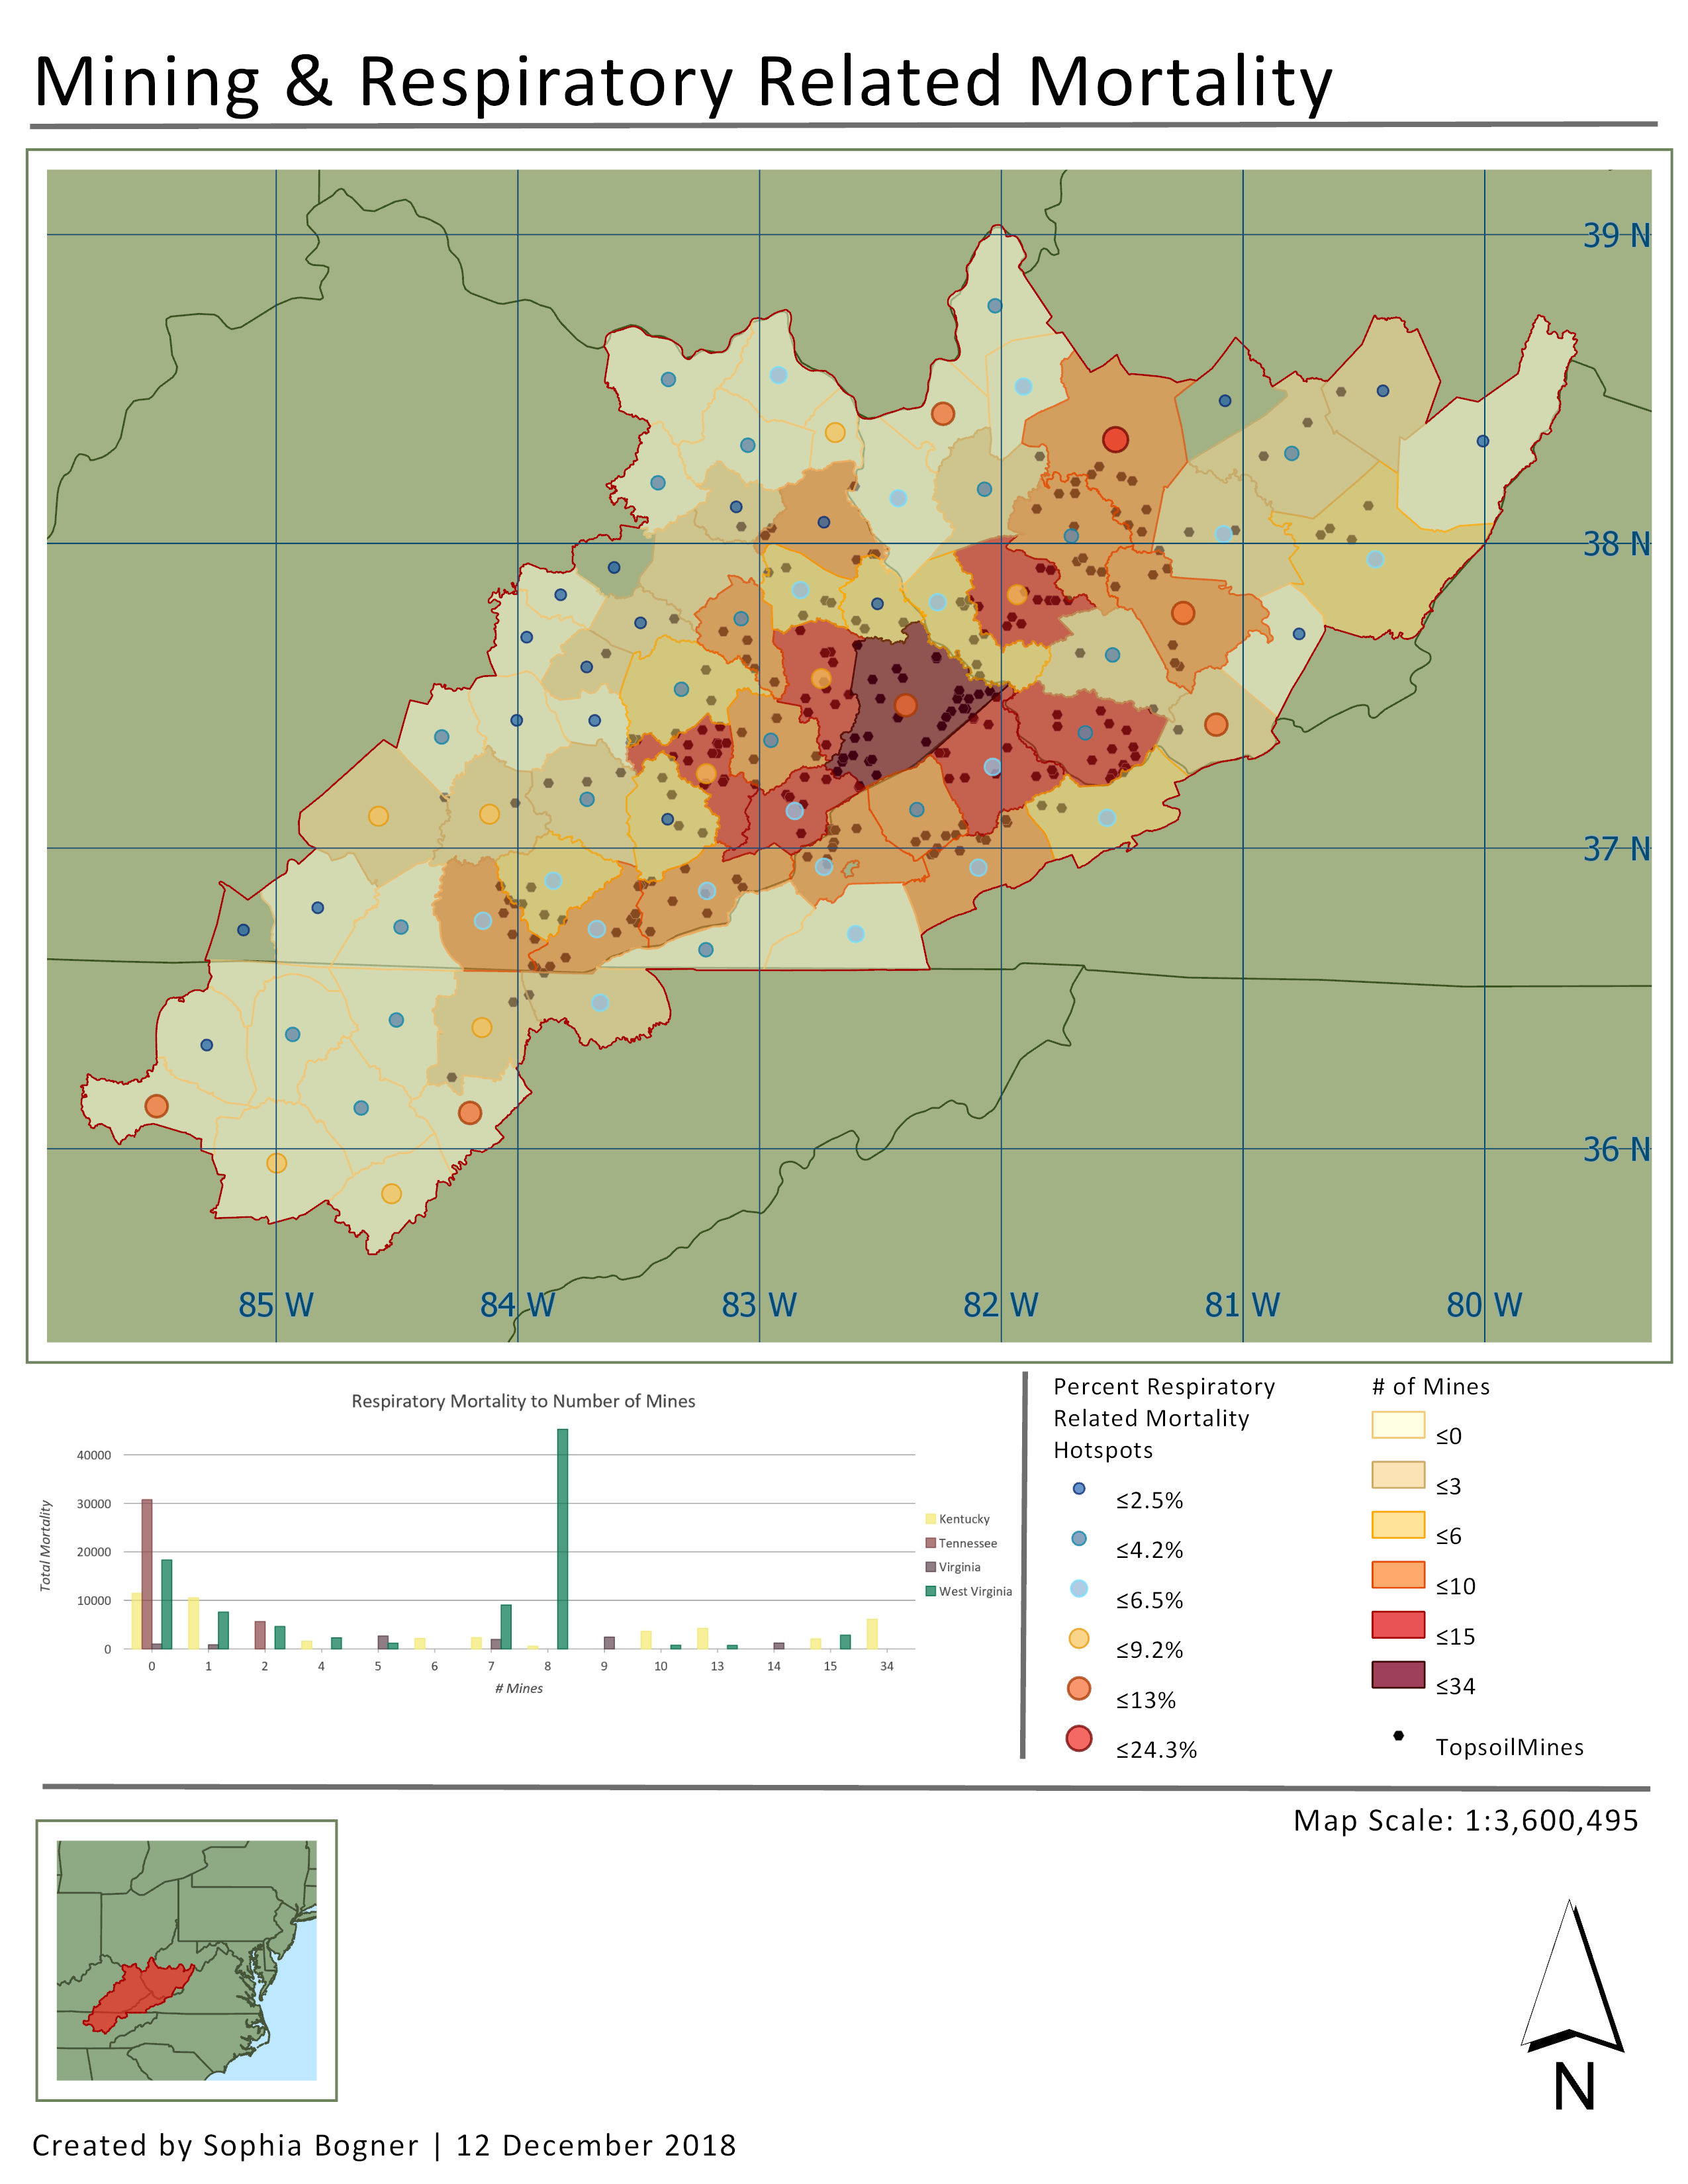 Mining & Respiratory Related Mortality
39 N
38 N
37 N
36 N
85 W
84 W
83 W
82 W
81 W
80 W
Respiratory Mortality to Number of Mines
Total Mortality
40000
30000
20000
10000
0
0
1
2
4
5
6
7
8
9
10
13
14
15
34
# Mines
Kentucky
Tennessee
Virginia
West Virginia
Percent Respiratory
Related Mortality
Hotspots
≤2.5%
≤4.2%
≤6.5%
≤9.2%
≤13%
≤24.3%
# of Mines
≤0
≤3
≤6
≤10
≤15
≤34
TopsoilMines
Map Scale: 1:3,600,495
N
Created by Sophia Bogner | 12 December 2018